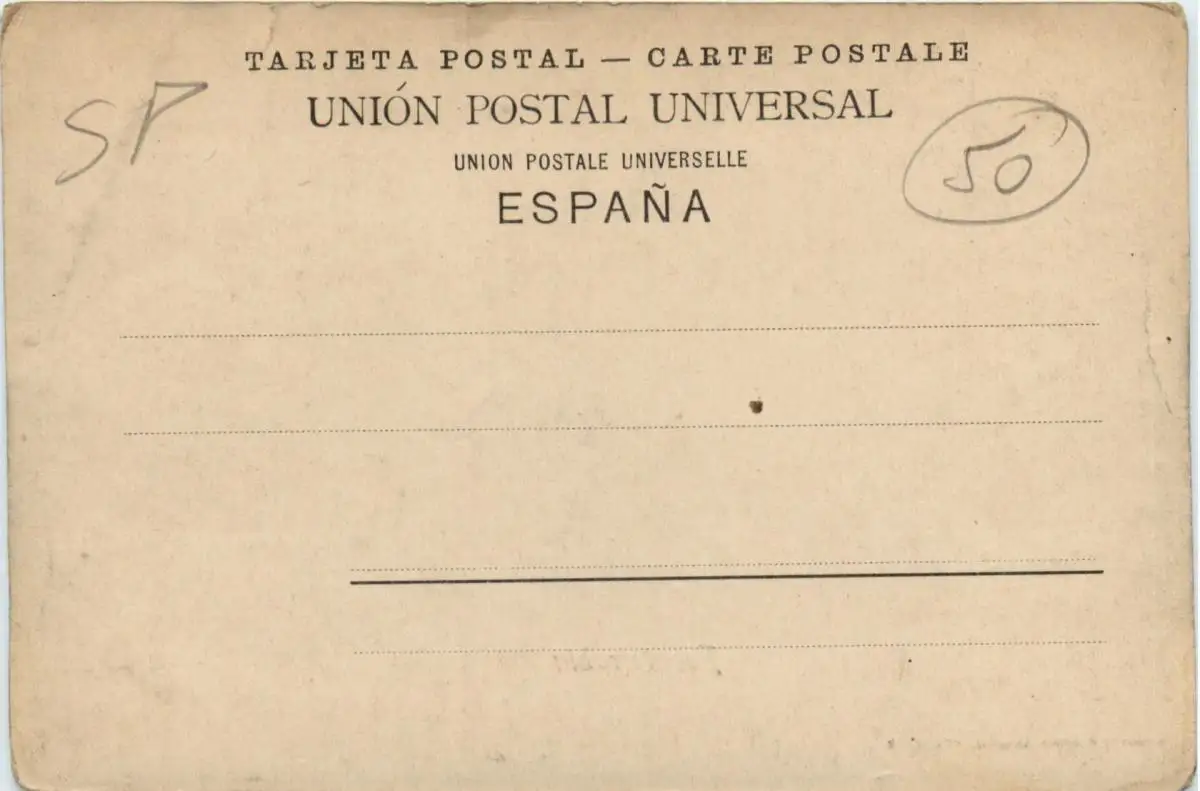 TARJETA POSTAL — CARTE POSTALE
SP
UNIÓN POSTAL UNIVERSAL
50
UNION POSTALE UNIVERSELLE
ESPAÑA